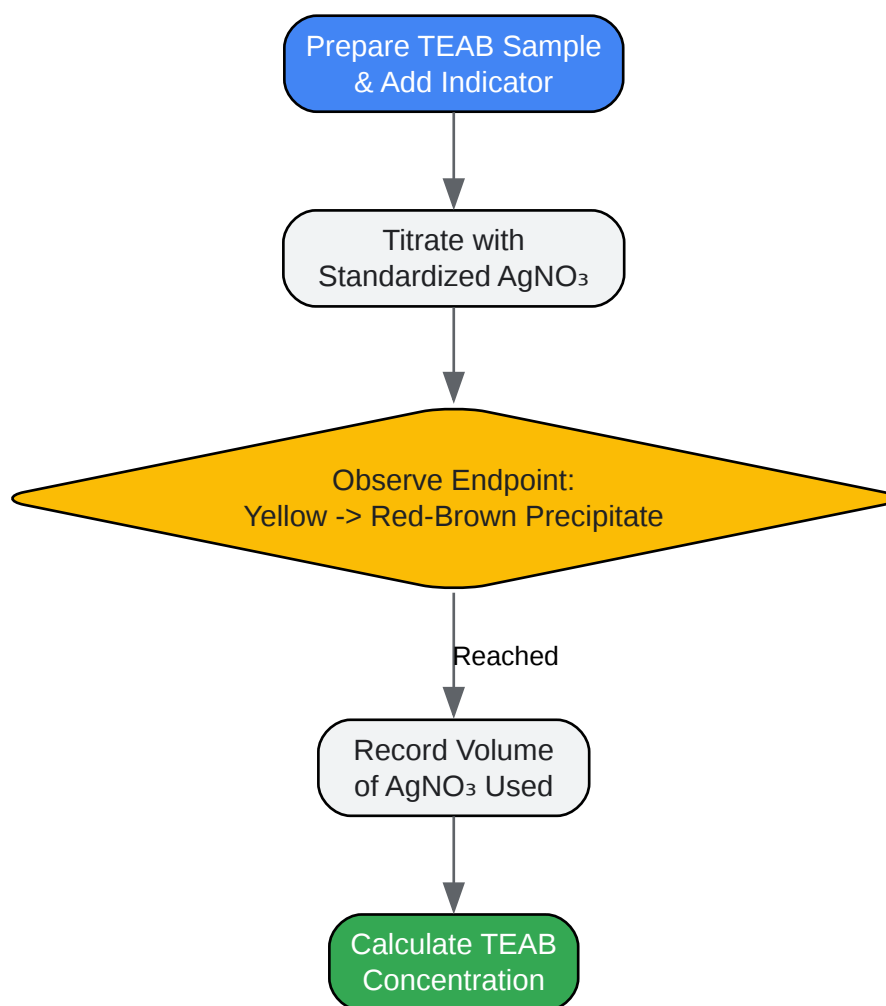 Prepare TEAB Sample
& Add Indicator
Titrate with
Standardized AgNO₃
Observe Endpoint:
Yellow -> Red-Brown Precipitate
Reached
Record Volume
of AgNO₃ Used
Calculate TEAB
Concentration